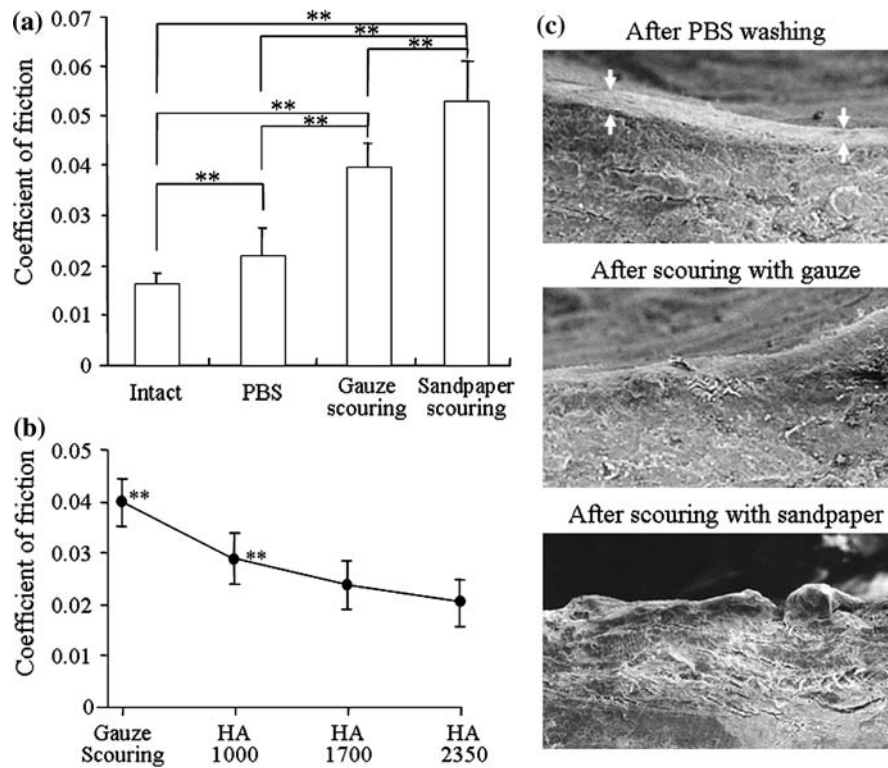 (a)
Coefficient of friction
0.07
0.06
0.05
0.04
0.03
0.02
0.01
0
**
**
**
**
**
**
Intact
PBS
Gauze
scouring
Sandpaper
scouring
(b)
Coefficient of friction
0.05
0.04
0.03
0.02
0.01
0
**
**
Gauze
Scouring
HA
1000
HA
1700
HA
2350
(c)
After PBS washing
After scouring with gauze
After scouring with sandpaper